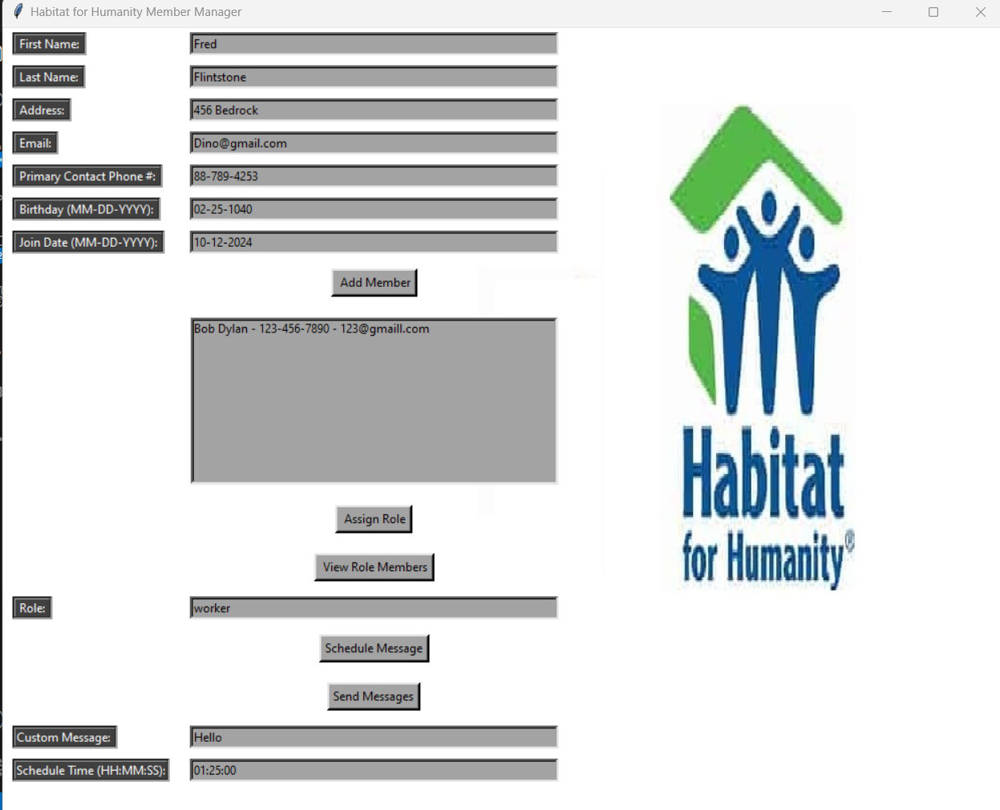 Habitat for Humanity Member Manager
First Name: Fred
Last Name: Flintstone
Address: 456 Bedrock
Email: Dino@gmail.com
Primary Contact Phone #: 88-789-4253
Birthday (MM-DD-YYYY): 02-25-1040
Join Date (MM-DD-YYYY): 10-12-2024
Add Member
Bob Dylan - 123-456-7890 - 123@gmaill.com
Assign Role
View Role Members
Role: worker
Schedule Message
Send Messages
Custom Message: Hello
Schedule Time (HH:MM:SS): 01:25:00
Habitat
for Humanity®